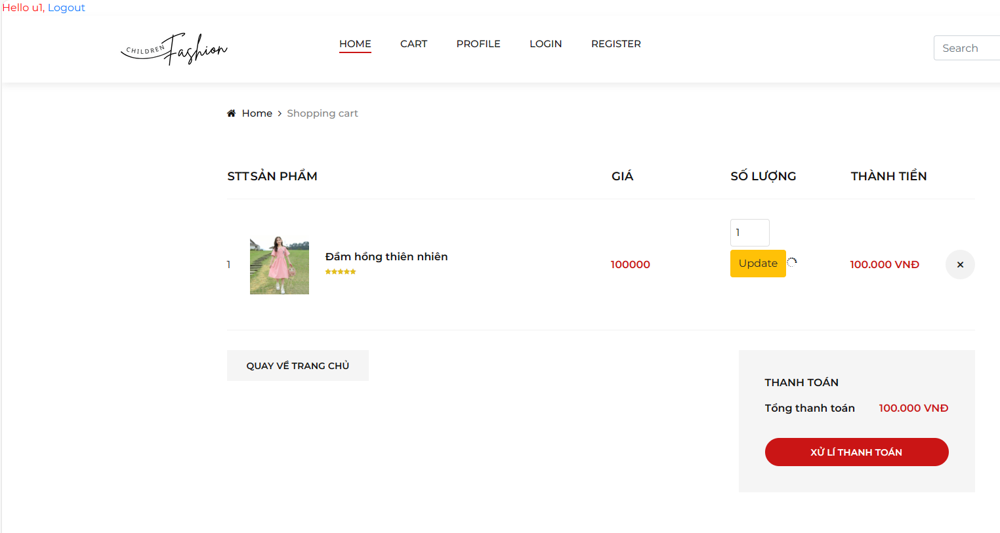 Hello u1, Logout
CHILDREN Fashion
HOME CART PROFILE LOGIN REGISTER
Search
Home > Shopping cart
STT SẢN PHẨM GIÁ SỐ LƯỢNG THÀNH TIỀN
1
1 Đầm hồng thiên nhiên 100000 Update 100.000 VNĐ ×
QUAY VỀ TRANG CHỦ
THANH TOÁN
Tổng thanh toán 100.000 VNĐ
XỬ LÍ THANH TOÁN